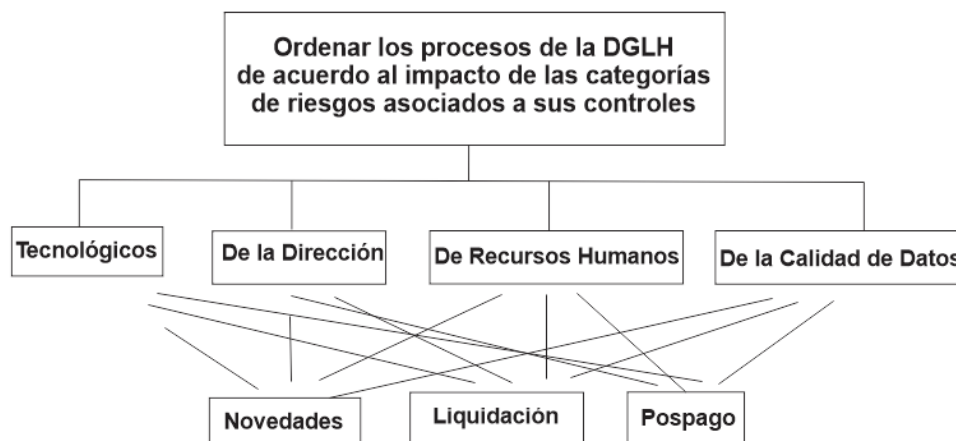 Ordenar los procesos de la DGLH
de acuerdo al impacto de las categorías
de riesgos asociados a sus controles
Tecnológicos
De la Dirección
De Recursos Humanos
De la Calidad de Datos
Novedades
Liquidación
Pospago